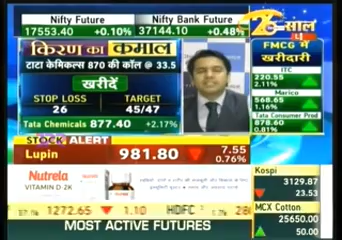 Nifty Future
17553.40 +0.10%
Nifty Bank Future
37144.10 +0.48%
साल
किरण का कमाल
टाटा केमिकल्स 870 की कॉल @ 33.5
खरीदें
STOP LOSS
26
TARGET
45/47
Tata Chemicals 877.40 +2.17%
FMCG में
खरीदारी
ITC
220.55
2.11%
Marico
568.65
1.16%
Tata Consumer Prod
878.60
0.81%
STOCK ALERT
Lupin 981.80 7.55
0.76%
Nutrela
VITAMIN D-2K
Kospi
3129.87
23.53
MCX Cotton
25650.00
50.00
1272.65 1.10 HDFC
MOST ACTIVE FUTURES